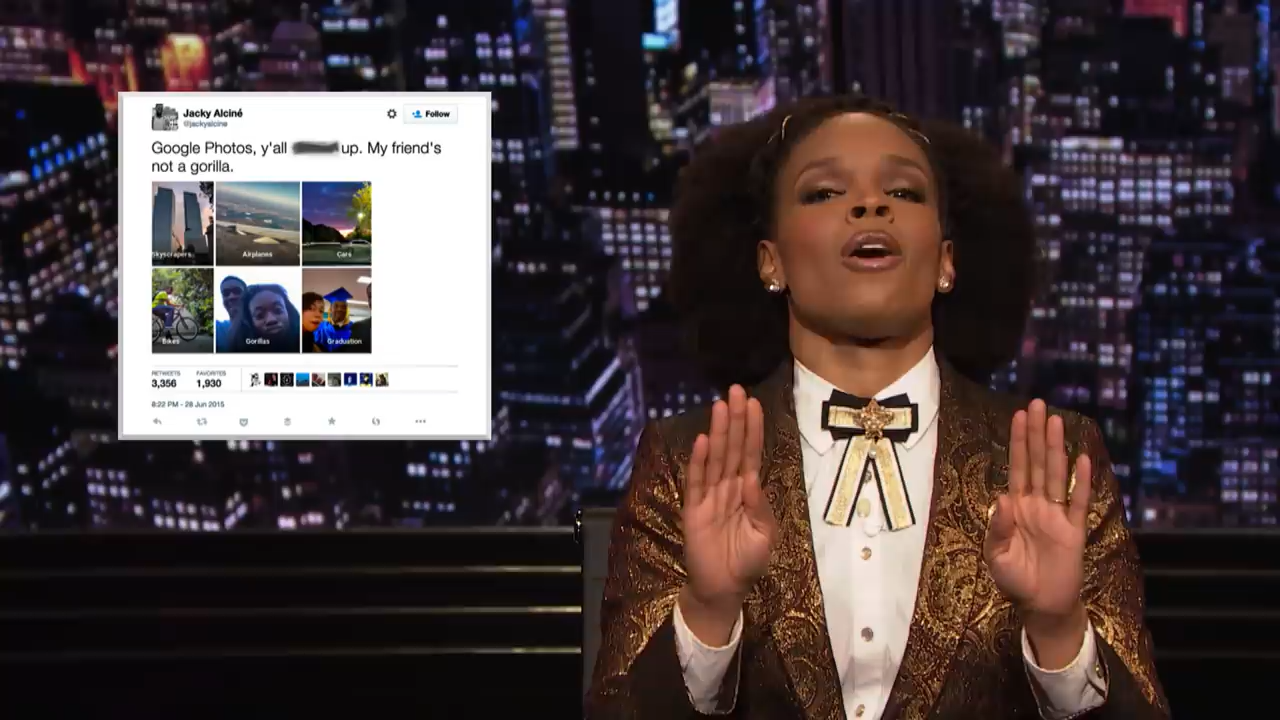 Jacky Alciné
@jackyalcine
Follow
Google Photos, y'all up. My friend's
not a gorilla.
Skyscrapers
Airplanes
Cars
Bikes
Gorillas
Graduation
RETWEETS FAVORITES
3,356 1,930
8:22 PM - 28 Jun 2015